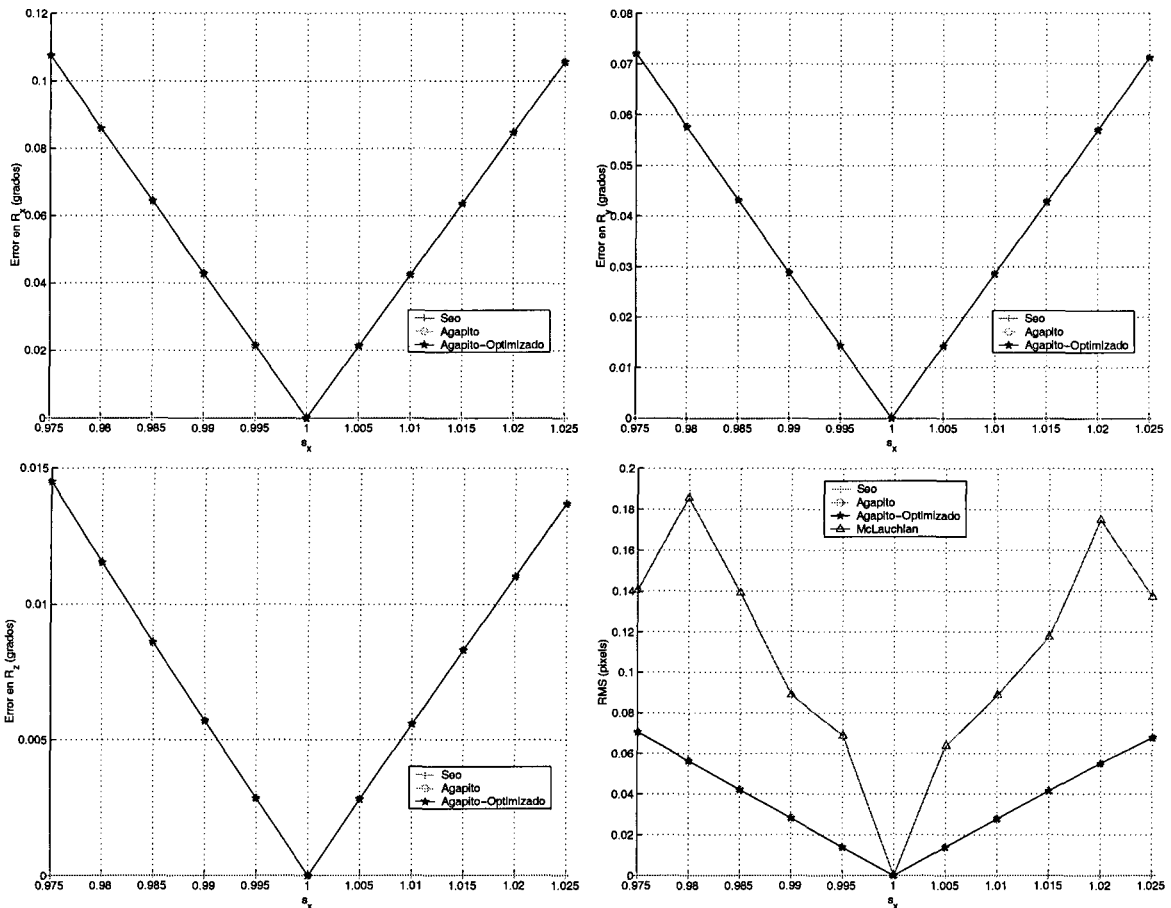 0.12
0.1
0.08
0.06
0.04
0.02
0
Error en R_x (grados)
0.975 0.98 0.985 0.99 0.995 1 1.005 1.01 1.015 1.02 1.025
s_x
Seo
Agapito
Agapito-Optimizado
0.08
0.07
0.06
0.05
0.04
0.03
0.02
0.01
0
Error en R_y (grados)
0.975 0.98 0.985 0.99 0.995 1 1.005 1.01 1.015 1.02 1.025
s_x
Seo
Agapito
Agapito-Optimizado
0.015
0.01
0.005
0
Error en R_z (grados)
0.975 0.98 0.985 0.99 0.995 1 1.005 1.01 1.015 1.02 1.025
s_x
Seo
Agapito
Agapito-Optimizado
0.2
0.18
0.16
0.14
0.12
0.1
0.08
0.06
0.04
0.02
0
RMS (pixels)
0.975 0.98 0.985 0.99 0.995 1 1.005 1.01 1.015 1.02 1.025
s_x
Seo
Agapito
Agapito-Optimizado
McLauchlan